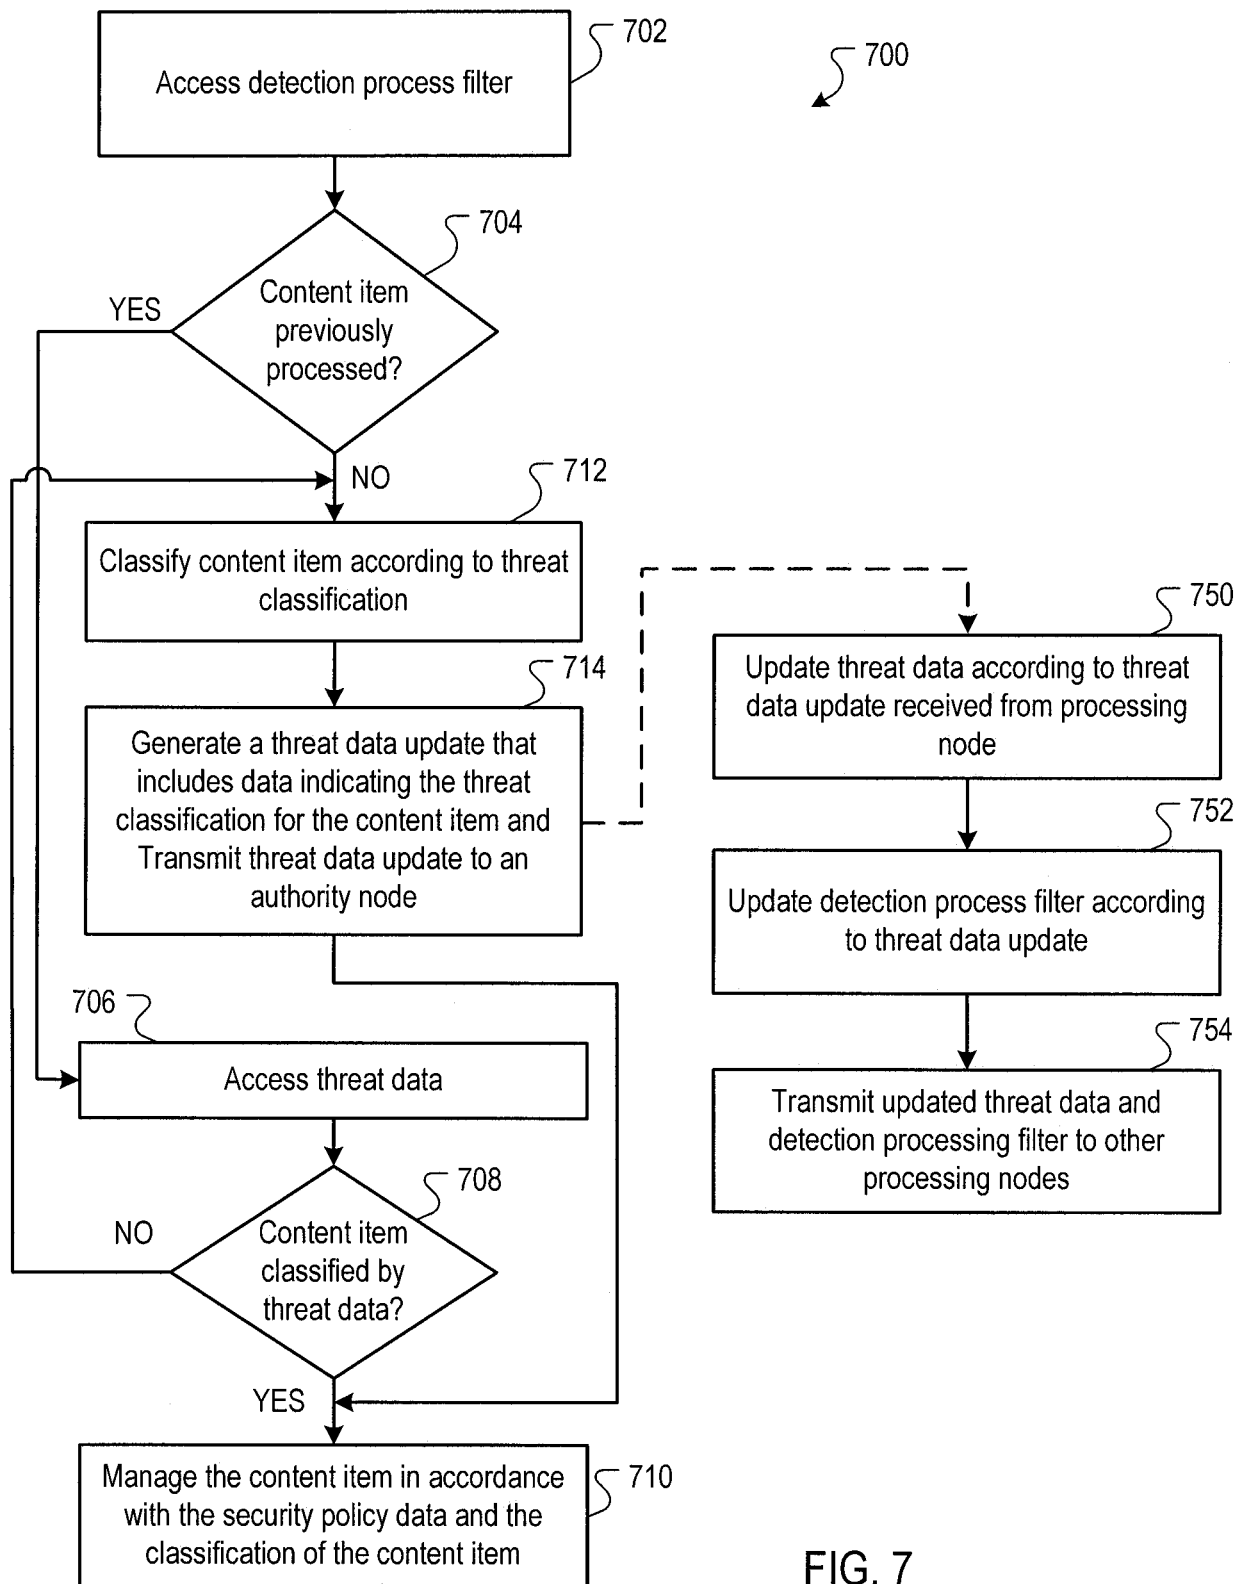 702
700
Access detection process filter
704
Content item
previously
processed?
YES
NO
712
Classify content item according to threat
classification
714
Generate a threat data update that
includes data indicating the threat
classification for the content item and
Transmit threat data update to an
authority node
750
Update threat data according to threat
data update received from processing
node
752
Update detection process filter according
to threat data update
754
Transmit updated threat data and
detection processing filter to other
processing nodes
706
Access threat data
708
Content item
classified by
threat data?
NO
YES
710
Manage the content item in accordance
with the security policy data and the
classification of the content item
FIG. 7